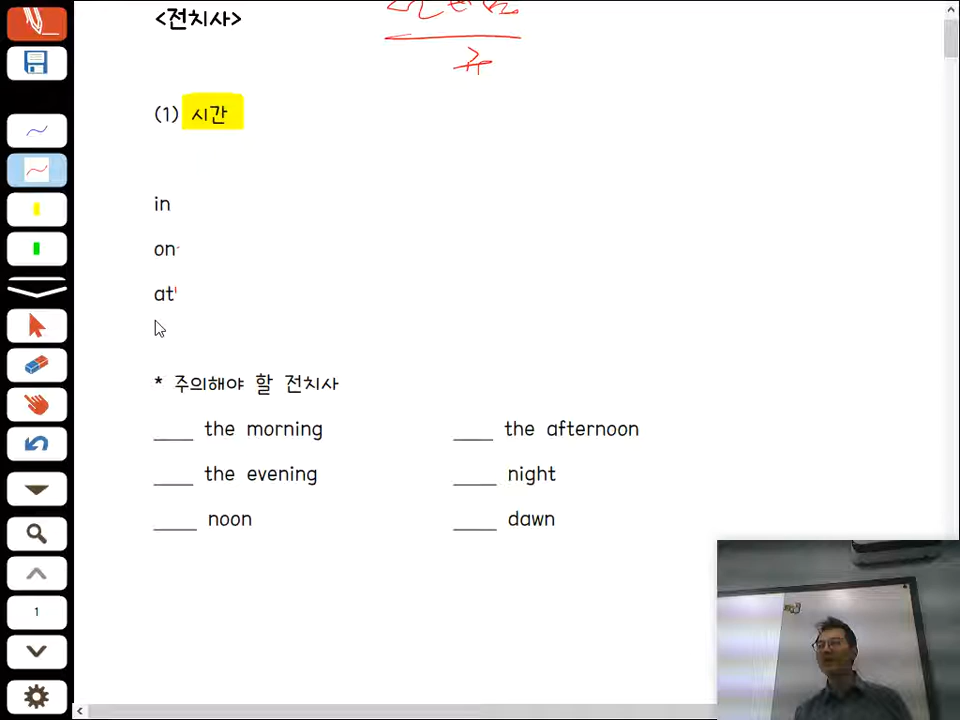 <전치사>
(1) 시간
in
on
at
* 주의해야 할 전치사
____ the morning ____ the afternoon
____ the evening ____ night
____ noon ____ dawn
1